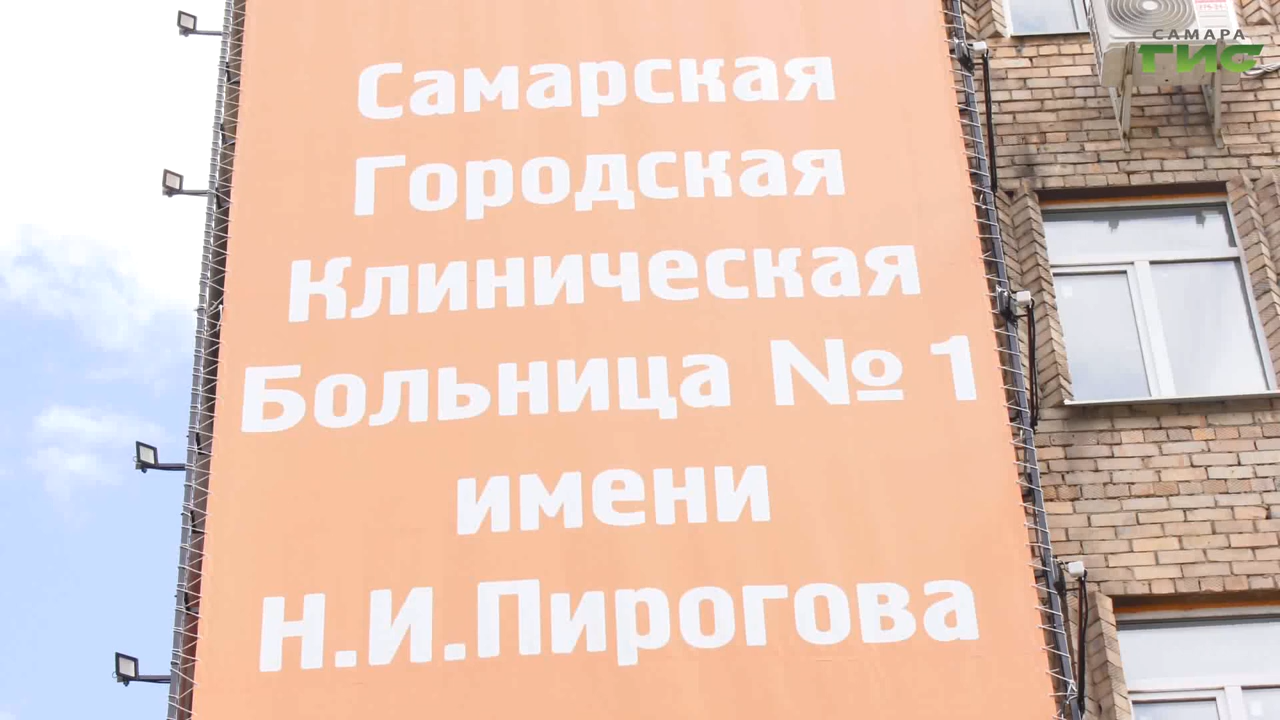 Самарская
Городская
Клиническая
Больница № 1
имени
Н.И.Пирогова
САМАРА
ГИС